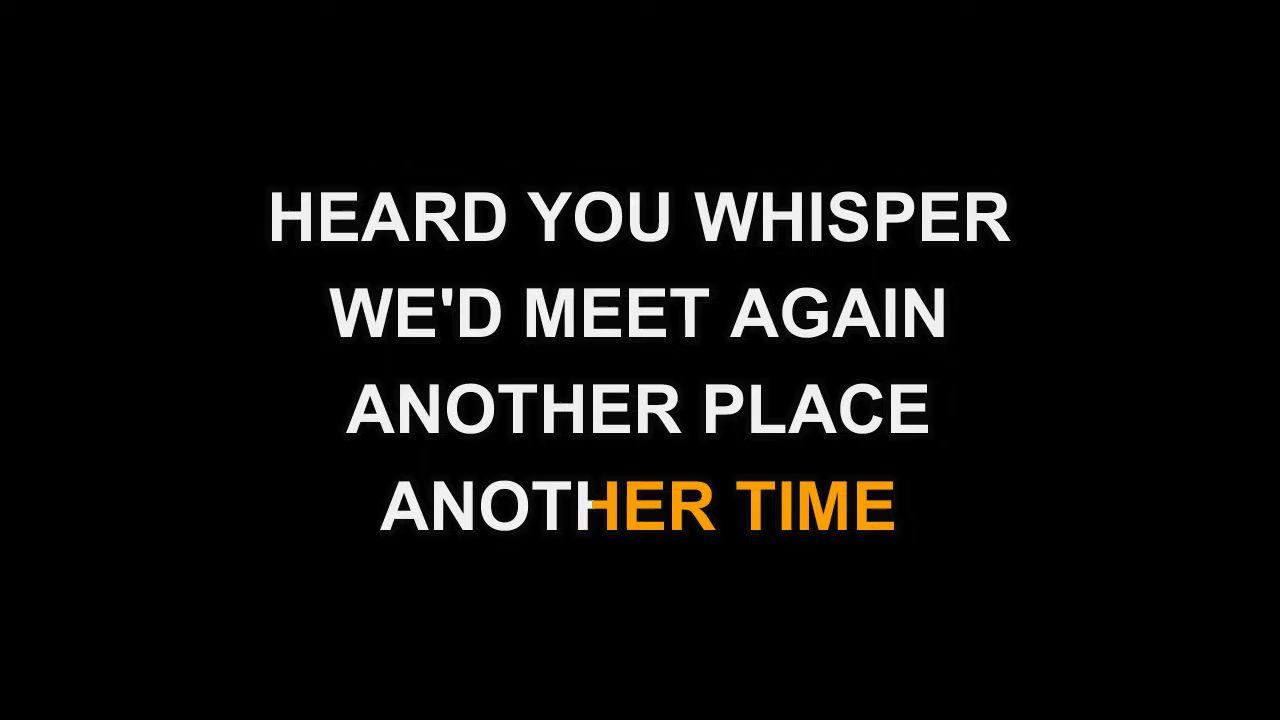 HEARD YOU WHISPER
WE'D MEET AGAIN
ANOTHER PLACE
ANOTHER TIME